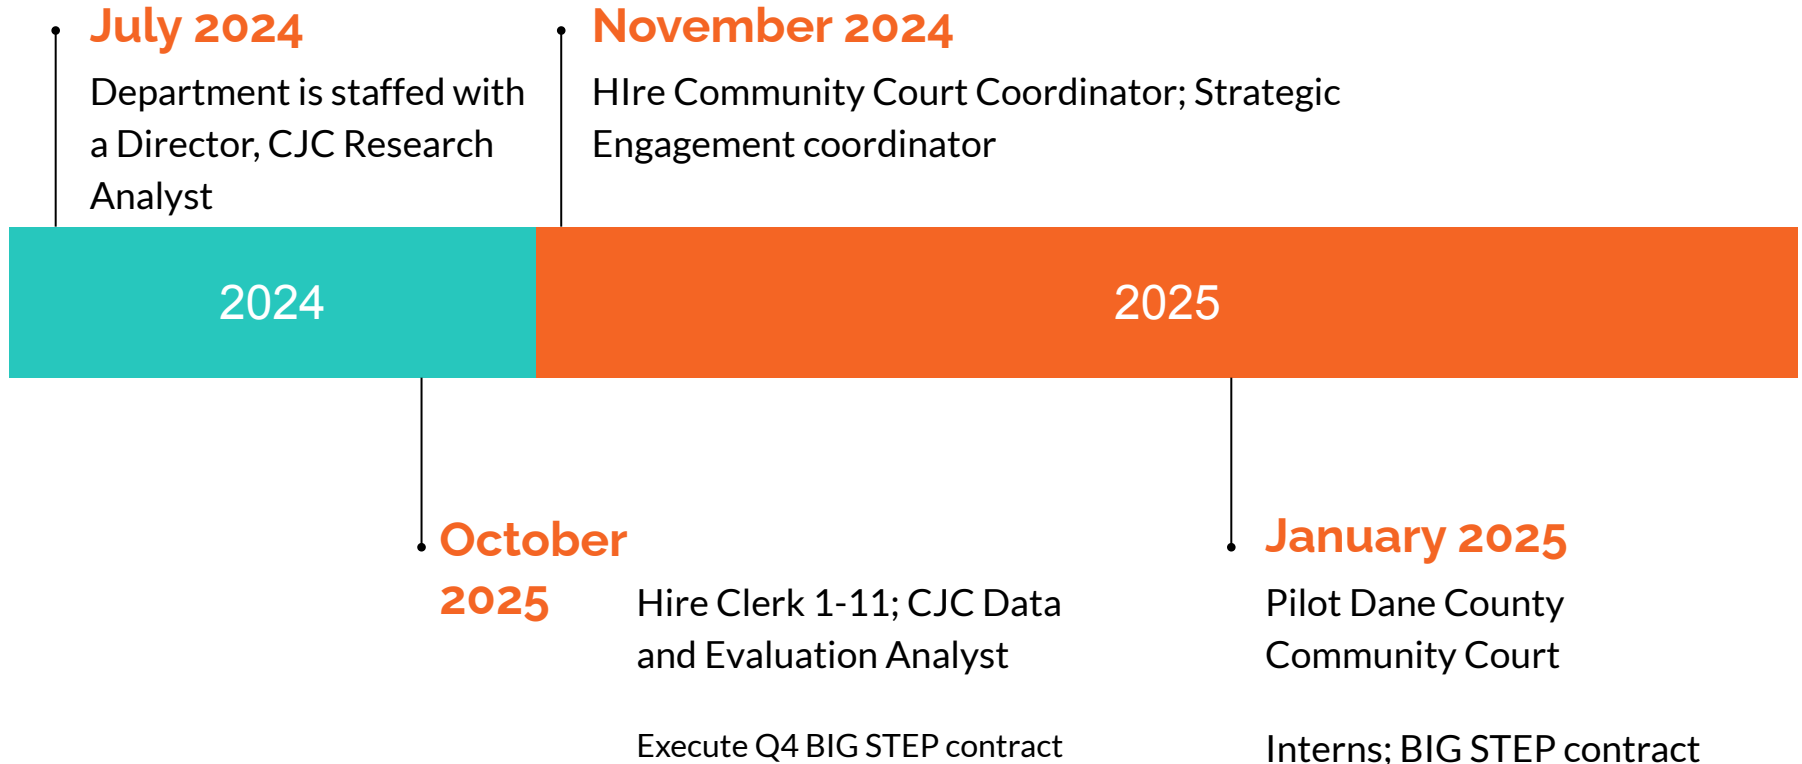 July 2024
Department is staffed with
a Director, CJC Research
Analyst
November 2024
HIre Community Court Coordinator; Strategic
Engagement coordinator
2024
2025
October
2025
Hire Clerk 1-11; CJC Data
and Evaluation Analyst
Execute Q4 BIG STEP contract
January 2025
Pilot Dane County
Community Court
Interns; BIG STEP contract